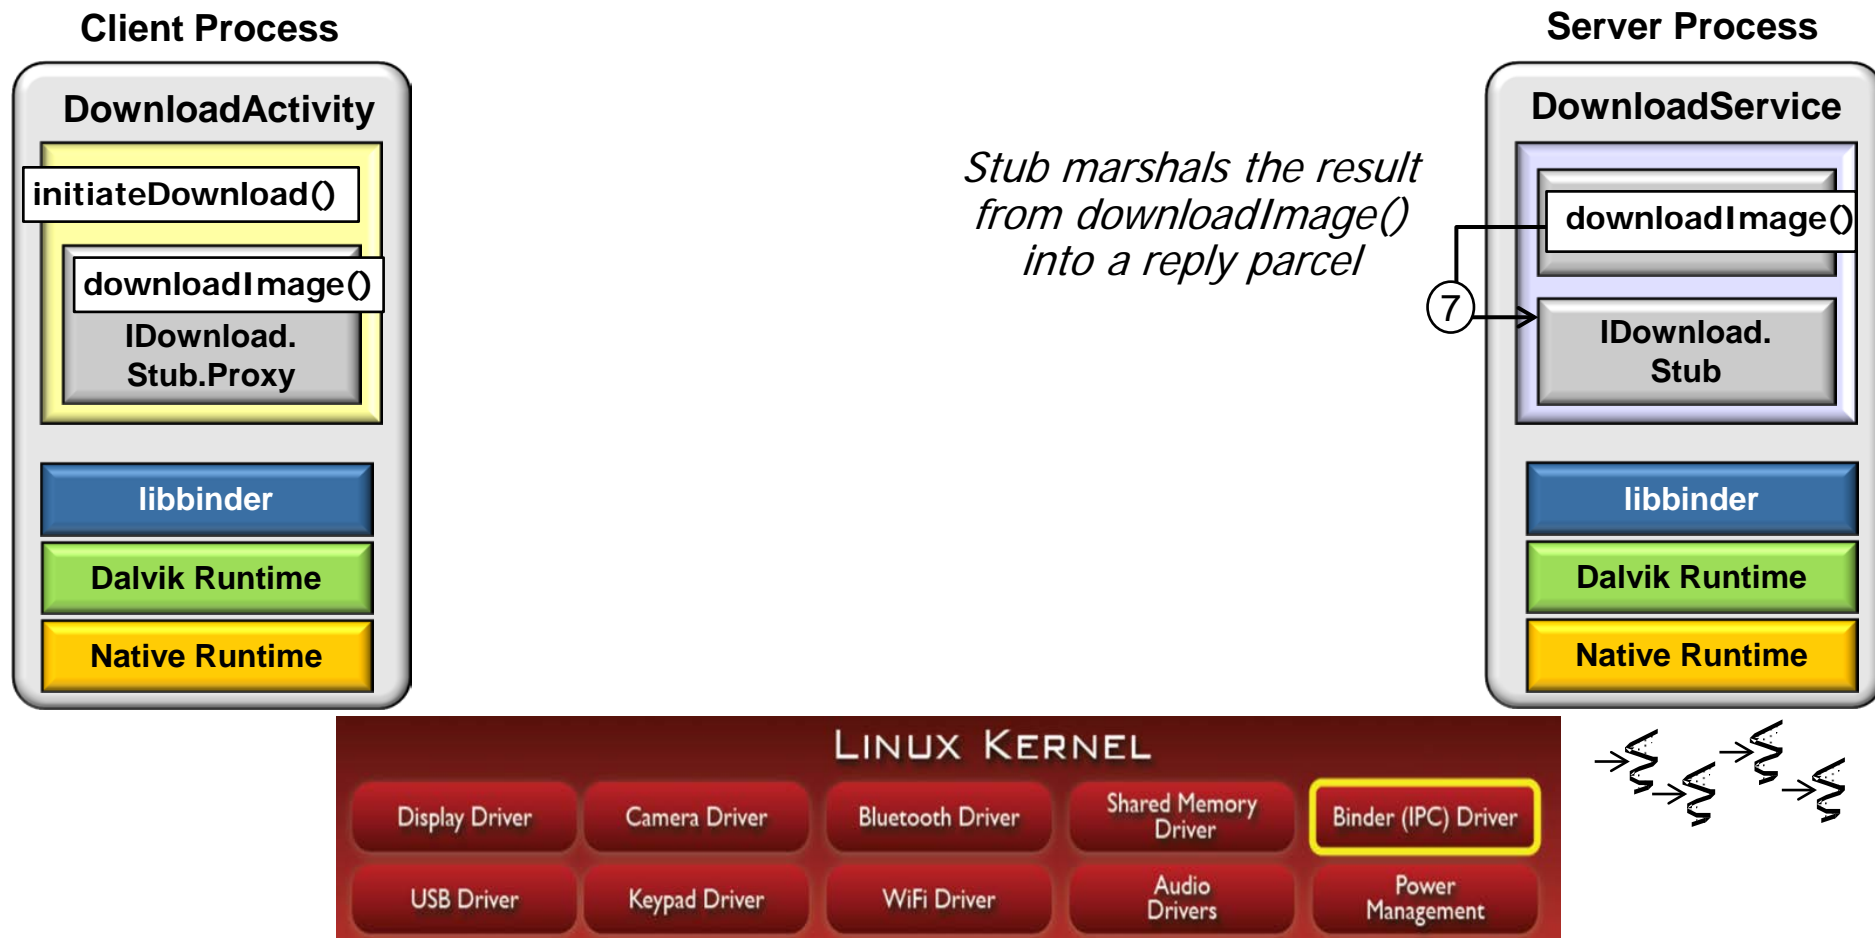 Client Process
DownloadActivity
initiateDownload()
downloadImage()
IDownload.
Stub.Proxy
libbinder
Dalvik Runtime
Native Runtime
Stub marshals the result
from downloadImage()
into a reply parcel
7
Server Process
DownloadService
downloadImage()
IDownload.
Stub
libbinder
Dalvik Runtime
Native Runtime
LINUX KERNEL
Display Driver
Camera Driver
Bluetooth Driver
Shared Memory
Driver
Binder (IPC) Driver
USB Driver
Keypad Driver
WiFi Driver
Audio
Drivers
Power
Management